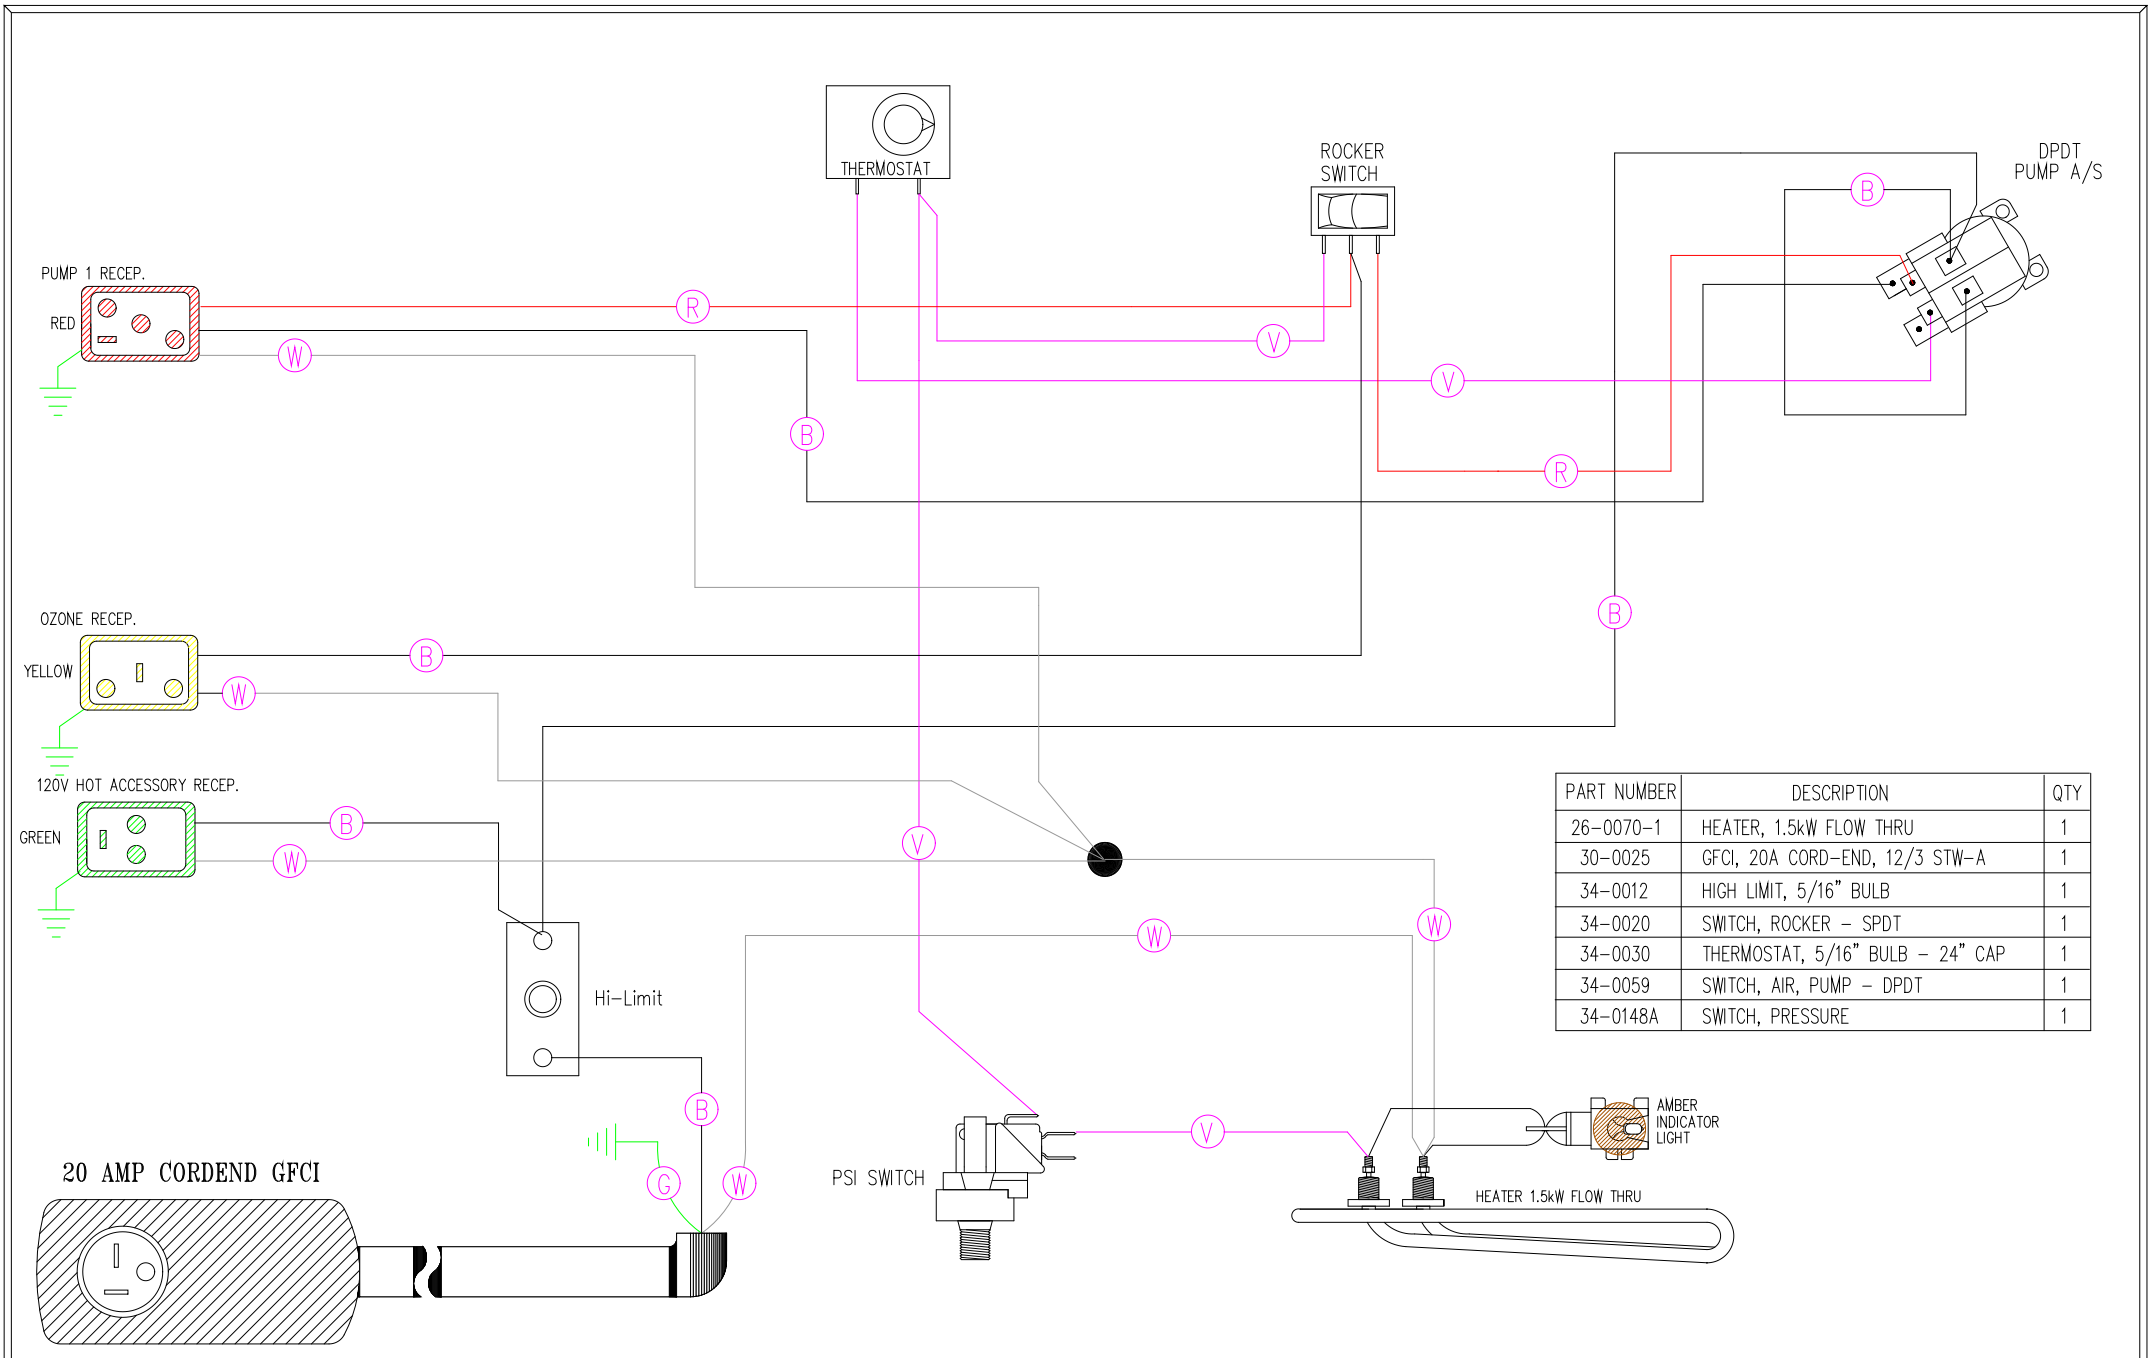 THERMOSTAT
ROCKER
SWITCH
DPDT
PUMP A/S
B
PUMP 1 RECEP.
RED
R
W
V
V
B
R
OZONE RECEP.
YELLOW
B
W
B
120V HOT ACCESSORY RECEP.
GREEN
B
W
V
W
W
Hi-Limit
PART NUMBER DESCRIPTION QTY
26-0070-1 HEATER, 1.5kW FLOW THRU 1
30-0025 GFCI, 20A CORD-END, 12/3 STW-A 1
34-0012 HIGH LIMIT, 5/16" BULB 1
34-0020 SWITCH, ROCKER - SPDT 1
34-0030 THERMOSTAT, 5/16" BULB - 24" CAP 1
34-0059 SWITCH, AIR, PUMP - DPDT 1
34-0148A SWITCH, PRESSURE 1
B
G
W
20 AMP CORDEND GFCI
PSI SWITCH
V
AMBER
INDICATOR
LIGHT
HEATER 1.5kW FLOW THRU